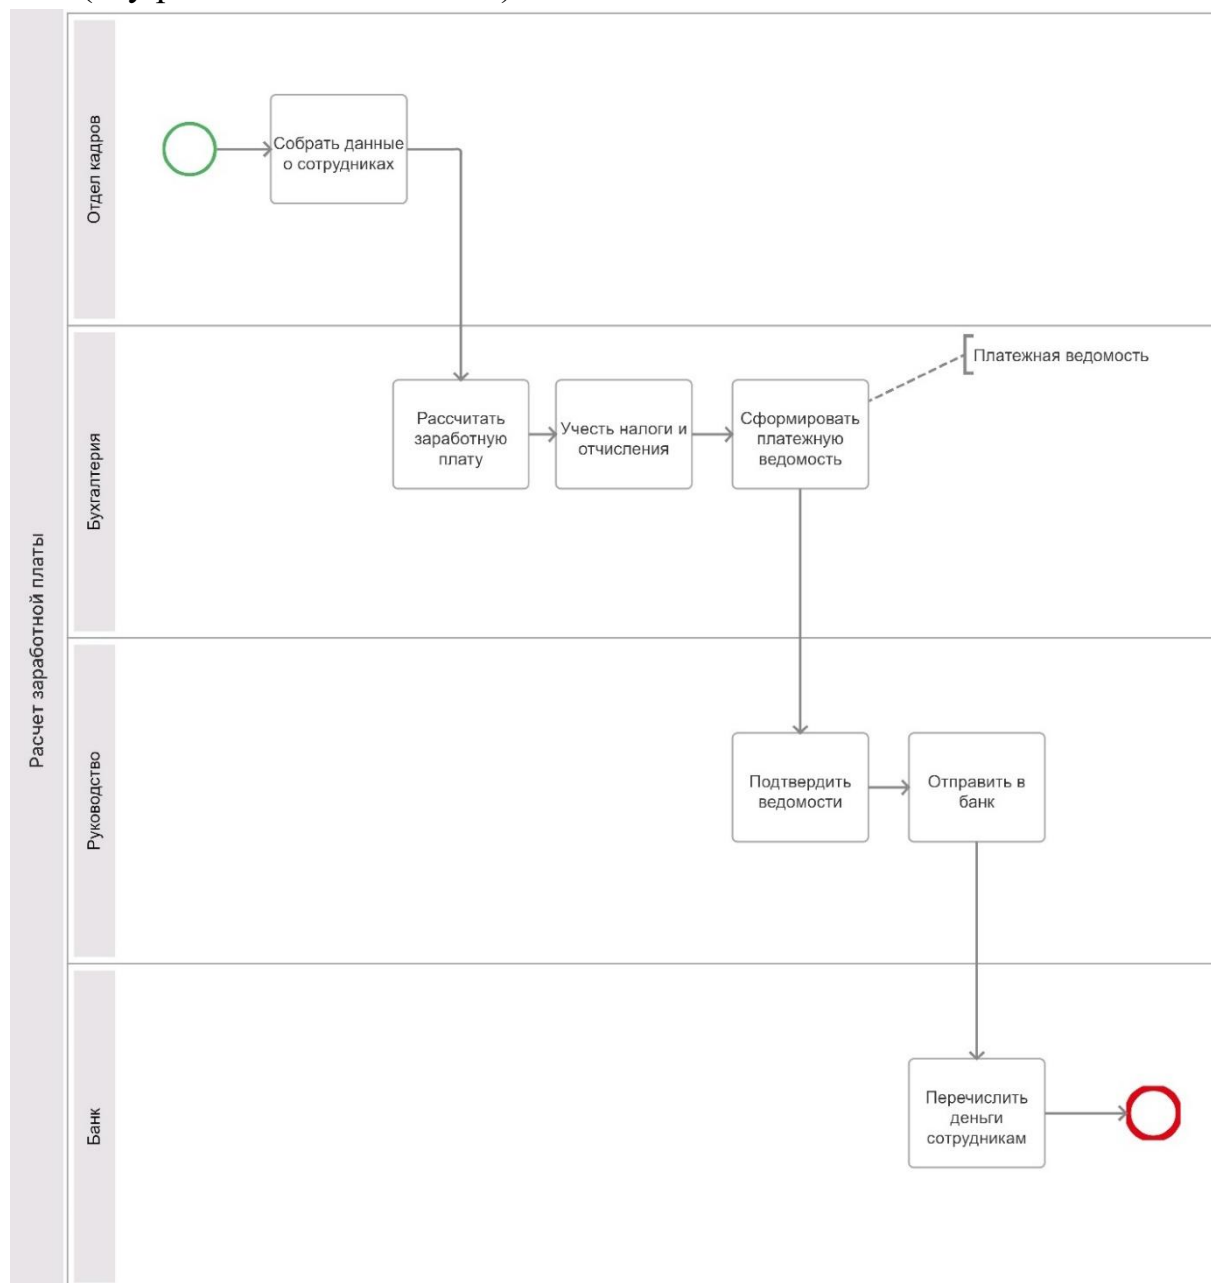 Расчет заработной платы
Отдел кадров
Собрать данные
о сотрудниках
Бухгалтерия
Рассчитать
заработную
плату
Учесть налоги и
отчисления
Сформировать
платежную
ведомость
Платежная ведомость
Руководство
Подтвердить
ведомости
Отправить в
банк
Банк
Перечислить
деньги
сотрудникам